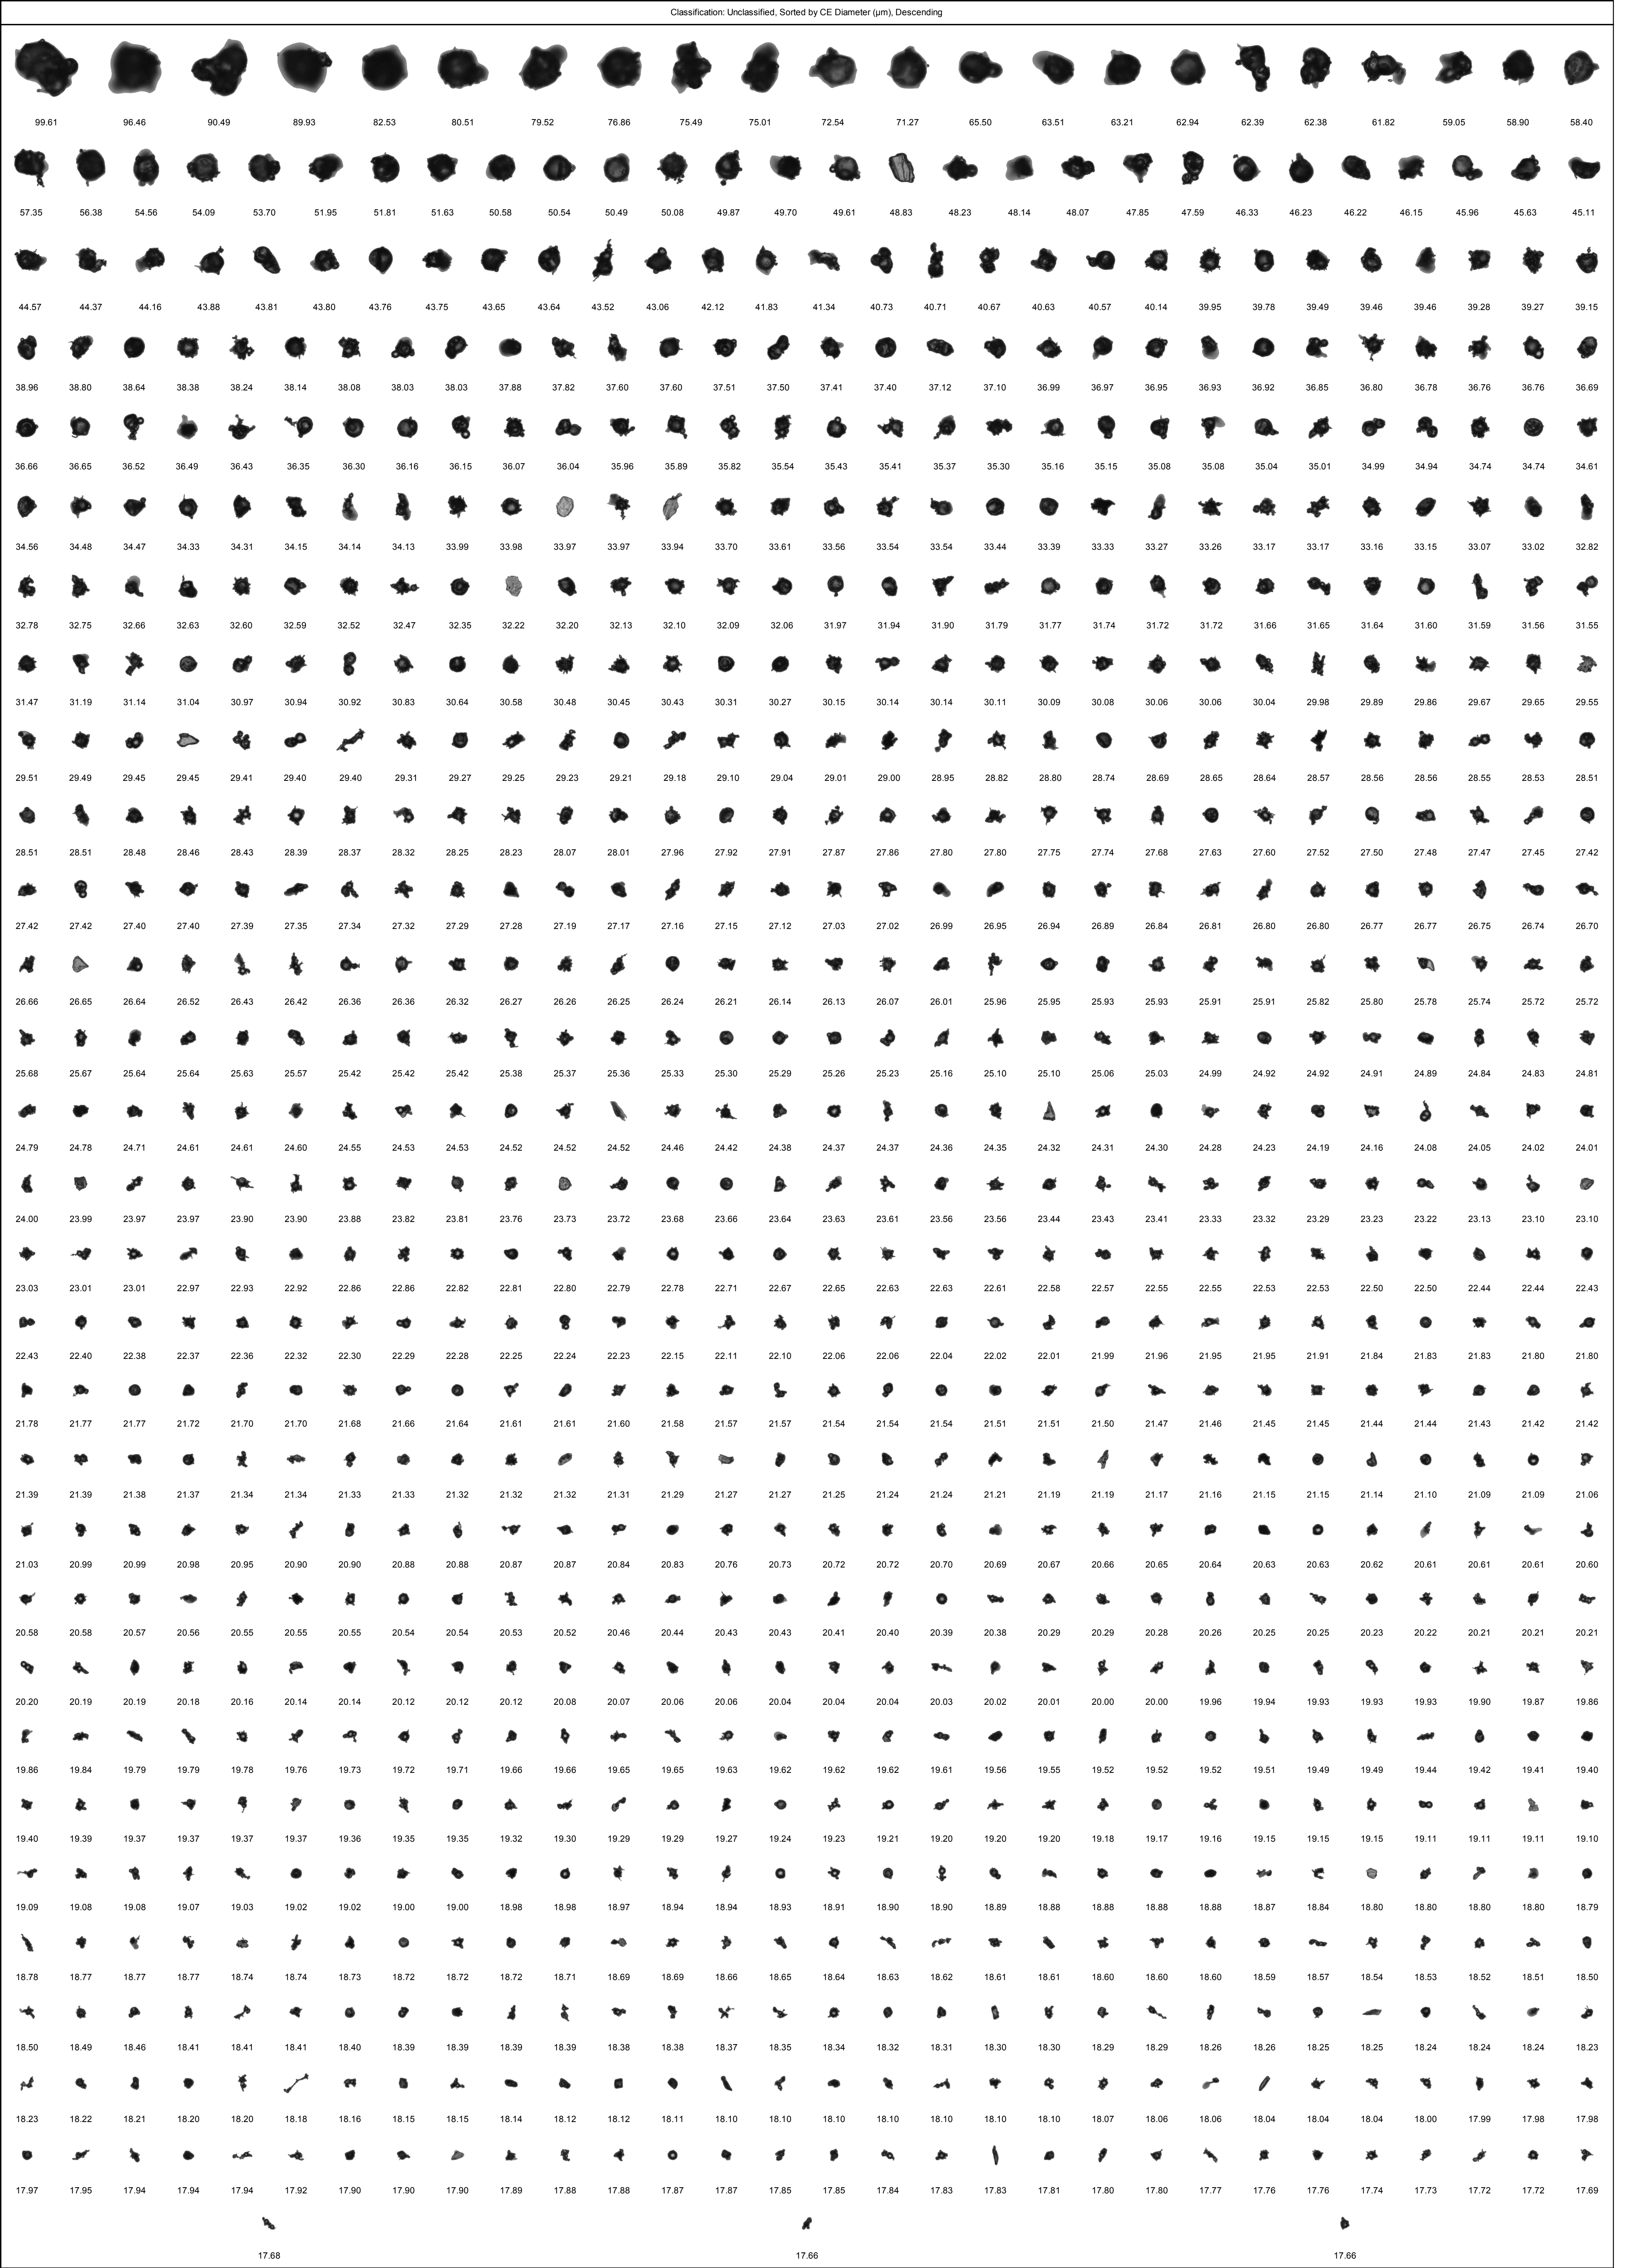 Classification: Unclassified, Sorted by CE Diameter (µm), Descending
99.61 96.46 90.49 89.93 82.53 80.51 79.52 76.86 75.49 75.01 72.54 71.27 65.50 63.51 63.21 62.94 62.39 62.38 61.82 59.05 58.90 58.40
57.35 56.38 54.56 54.09 53.70 51.95 51.81 51.63 50.58 50.54 50.49 50.08 49.87 49.70 49.61 48.83 48.23 48.14 48.07 47.85 47.59 46.33 46.23 46.22 46.15 45.96 45.63 45.11
44.57 44.37 44.16 43.88 43.81 43.80 43.76 43.75 43.65 43.64 43.52 43.06 42.12 41.83 41.34 40.73 40.71 40.67 40.63 40.57 40.14 39.95 39.78 39.49 39.46 39.46 39.28 39.27 39.15
38.96 38.80 38.64 38.38 38.24 38.14 38.08 38.03 38.03 37.88 37.82 37.60 37.60 37.51 37.50 37.41 37.40 37.12 37.10 36.99 36.97 36.95 36.93 36.92 36.85 36.80 36.78 36.76 36.76 36.69
36.66 36.65 36.52 36.49 36.43 36.35 36.30 36.16 36.15 36.07 36.04 35.96 35.89 35.82 35.54 35.43 35.41 35.37 35.30 35.16 35.15 35.08 35.08 35.04 35.01 34.99 34.94 34.74 34.74 34.61
34.56 34.48 34.47 34.33 34.31 34.15 34.14 34.13 33.99 33.98 33.97 33.97 33.94 33.70 33.61 33.56 33.54 33.54 33.44 33.39 33.33 33.27 33.26 33.17 33.17 33.16 33.15 33.07 33.02 32.82
32.78 32.75 32.66 32.63 32.60 32.59 32.52 32.47 32.35 32.22 32.20 32.13 32.10 32.09 32.06 31.97 31.94 31.90 31.79 31.77 31.74 31.72 31.72 31.66 31.65 31.64 31.60 31.59 31.56 31.55
31.47 31.19 31.14 31.04 30.97 30.94 30.92 30.83 30.64 30.58 30.48 30.45 30.43 30.31 30.27 30.15 30.14 30.14 30.11 30.09 30.08 30.06 30.06 30.04 29.98 29.89 29.86 29.67 29.65 29.55
29.51 29.49 29.45 29.45 29.41 29.40 29.40 29.31 29.27 29.25 29.23 29.21 29.18 29.10 29.04 29.01 29.00 28.95 28.82 28.80 28.74 28.69 28.65 28.64 28.57 28.56 28.56 28.55 28.53 28.51
28.51 28.51 28.48 28.46 28.43 28.39 28.37 28.32 28.25 28.23 28.07 28.01 27.96 27.92 27.91 27.87 27.86 27.80 27.80 27.75 27.74 27.68 27.63 27.60 27.52 27.50 27.48 27.47 27.45 27.42
27.42 27.42 27.40 27.40 27.39 27.35 27.34 27.32 27.29 27.28 27.19 27.17 27.16 27.15 27.12 27.03 27.02 26.99 26.95 26.94 26.89 26.84 26.81 26.80 26.80 26.77 26.77 26.75 26.74 26.70
26.66 26.65 26.64 26.52 26.43 26.42 26.36 26.36 26.32 26.27 26.26 26.25 26.24 26.21 26.14 26.13 26.07 26.01 25.96 25.95 25.93 25.93 25.91 25.91 25.82 25.80 25.78 25.74 25.72 25.72
25.68 25.67 25.64 25.64 25.63 25.57 25.42 25.42 25.42 25.38 25.37 25.36 25.33 25.30 25.29 25.26 25.23 25.16 25.10 25.10 25.06 25.03 24.99 24.92 24.92 24.91 24.89 24.84 24.83 24.81
24.79 24.78 24.71 24.61 24.61 24.60 24.55 24.53 24.53 24.52 24.52 24.52 24.46 24.42 24.38 24.37 24.37 24.36 24.35 24.32 24.31 24.30 24.28 24.23 24.19 24.16 24.08 24.05 24.02 24.01
24.00 23.99 23.97 23.97 23.90 23.90 23.88 23.82 23.81 23.76 23.73 23.72 23.68 23.66 23.64 23.63 23.61 23.56 23.56 23.44 23.43 23.41 23.33 23.32 23.29 23.23 23.22 23.13 23.10 23.10
23.03 23.01 23.01 22.97 22.93 22.92 22.86 22.86 22.82 22.81 22.80 22.79 22.78 22.71 22.67 22.65 22.63 22.63 22.61 22.58 22.57 22.55 22.55 22.53 22.53 22.50 22.50 22.44 22.44 22.43
22.43 22.40 22.38 22.37 22.36 22.32 22.30 22.29 22.28 22.25 22.24 22.23 22.15 22.11 22.10 22.06 22.06 22.04 22.02 22.01 21.99 21.96 21.95 21.95 21.91 21.84 21.83 21.83 21.80 21.80
21.78 21.77 21.77 21.72 21.70 21.70 21.68 21.66 21.64 21.61 21.61 21.60 21.58 21.57 21.57 21.54 21.54 21.54 21.51 21.51 21.50 21.47 21.46 21.45 21.45 21.44 21.44 21.43 21.42 21.42
21.39 21.39 21.38 21.37 21.34 21.34 21.33 21.33 21.32 21.32 21.32 21.31 21.29 21.27 21.27 21.25 21.24 21.24 21.21 21.19 21.19 21.17 21.16 21.15 21.15 21.14 21.10 21.09 21.09 21.06
21.03 20.99 20.99 20.98 20.95 20.90 20.90 20.88 20.88 20.87 20.87 20.84 20.83 20.76 20.73 20.72 20.72 20.70 20.69 20.67 20.66 20.65 20.64 20.63 20.63 20.62 20.61 20.61 20.61 20.60
20.58 20.58 20.57 20.56 20.55 20.55 20.55 20.54 20.54 20.53 20.52 20.46 20.44 20.43 20.43 20.41 20.40 20.39 20.38 20.29 20.29 20.28 20.26 20.25 20.25 20.23 20.22 20.21 20.21 20.21
20.20 20.19 20.19 20.18 20.16 20.14 20.14 20.12 20.12 20.12 20.08 20.07 20.06 20.06 20.04 20.04 20.04 20.03 20.02 20.01 20.00 20.00 19.96 19.94 19.93 19.93 19.93 19.90 19.87 19.86
19.86 19.84 19.79 19.79 19.78 19.76 19.73 19.72 19.71 19.66 19.66 19.65 19.65 19.63 19.62 19.62 19.62 19.61 19.56 19.55 19.52 19.52 19.52 19.51 19.49 19.49 19.44 19.42 19.41 19.40
19.40 19.39 19.37 19.37 19.37 19.37 19.36 19.35 19.35 19.32 19.30 19.29 19.29 19.27 19.24 19.23 19.21 19.20 19.20 19.20 19.18 19.17 19.16 19.15 19.15 19.15 19.11 19.11 19.11 19.10
19.09 19.08 19.08 19.07 19.03 19.02 19.02 19.00 19.00 18.98 18.98 18.97 18.94 18.94 18.93 18.91 18.90 18.90 18.89 18.88 18.88 18.88 18.88 18.87 18.84 18.80 18.80 18.80 18.80 18.79
18.78 18.77 18.77 18.77 18.74 18.74 18.73 18.72 18.72 18.72 18.71 18.69 18.69 18.66 18.65 18.64 18.63 18.62 18.61 18.61 18.60 18.60 18.60 18.59 18.57 18.54 18.53 18.52 18.51 18.50
18.50 18.49 18.46 18.41 18.41 18.41 18.40 18.39 18.39 18.39 18.39 18.38 18.38 18.37 18.35 18.34 18.32 18.31 18.30 18.30 18.29 18.29 18.26 18.26 18.25 18.25 18.24 18.24 18.24 18.23
18.23 18.22 18.21 18.20 18.20 18.18 18.16 18.15 18.15 18.14 18.12 18.12 18.11 18.10 18.10 18.10 18.10 18.10 18.10 18.10 18.07 18.06 18.06 18.04 18.04 18.04 18.00 17.99 17.98 17.98
17.97 17.95 17.94 17.94 17.94 17.92 17.90 17.90 17.90 17.89 17.88 17.88 17.87 17.87 17.85 17.85 17.84 17.83 17.83 17.81 17.80 17.80 17.77 17.76 17.76 17.74 17.73 17.72 17.72 17.69
17.68 17.66 17.66